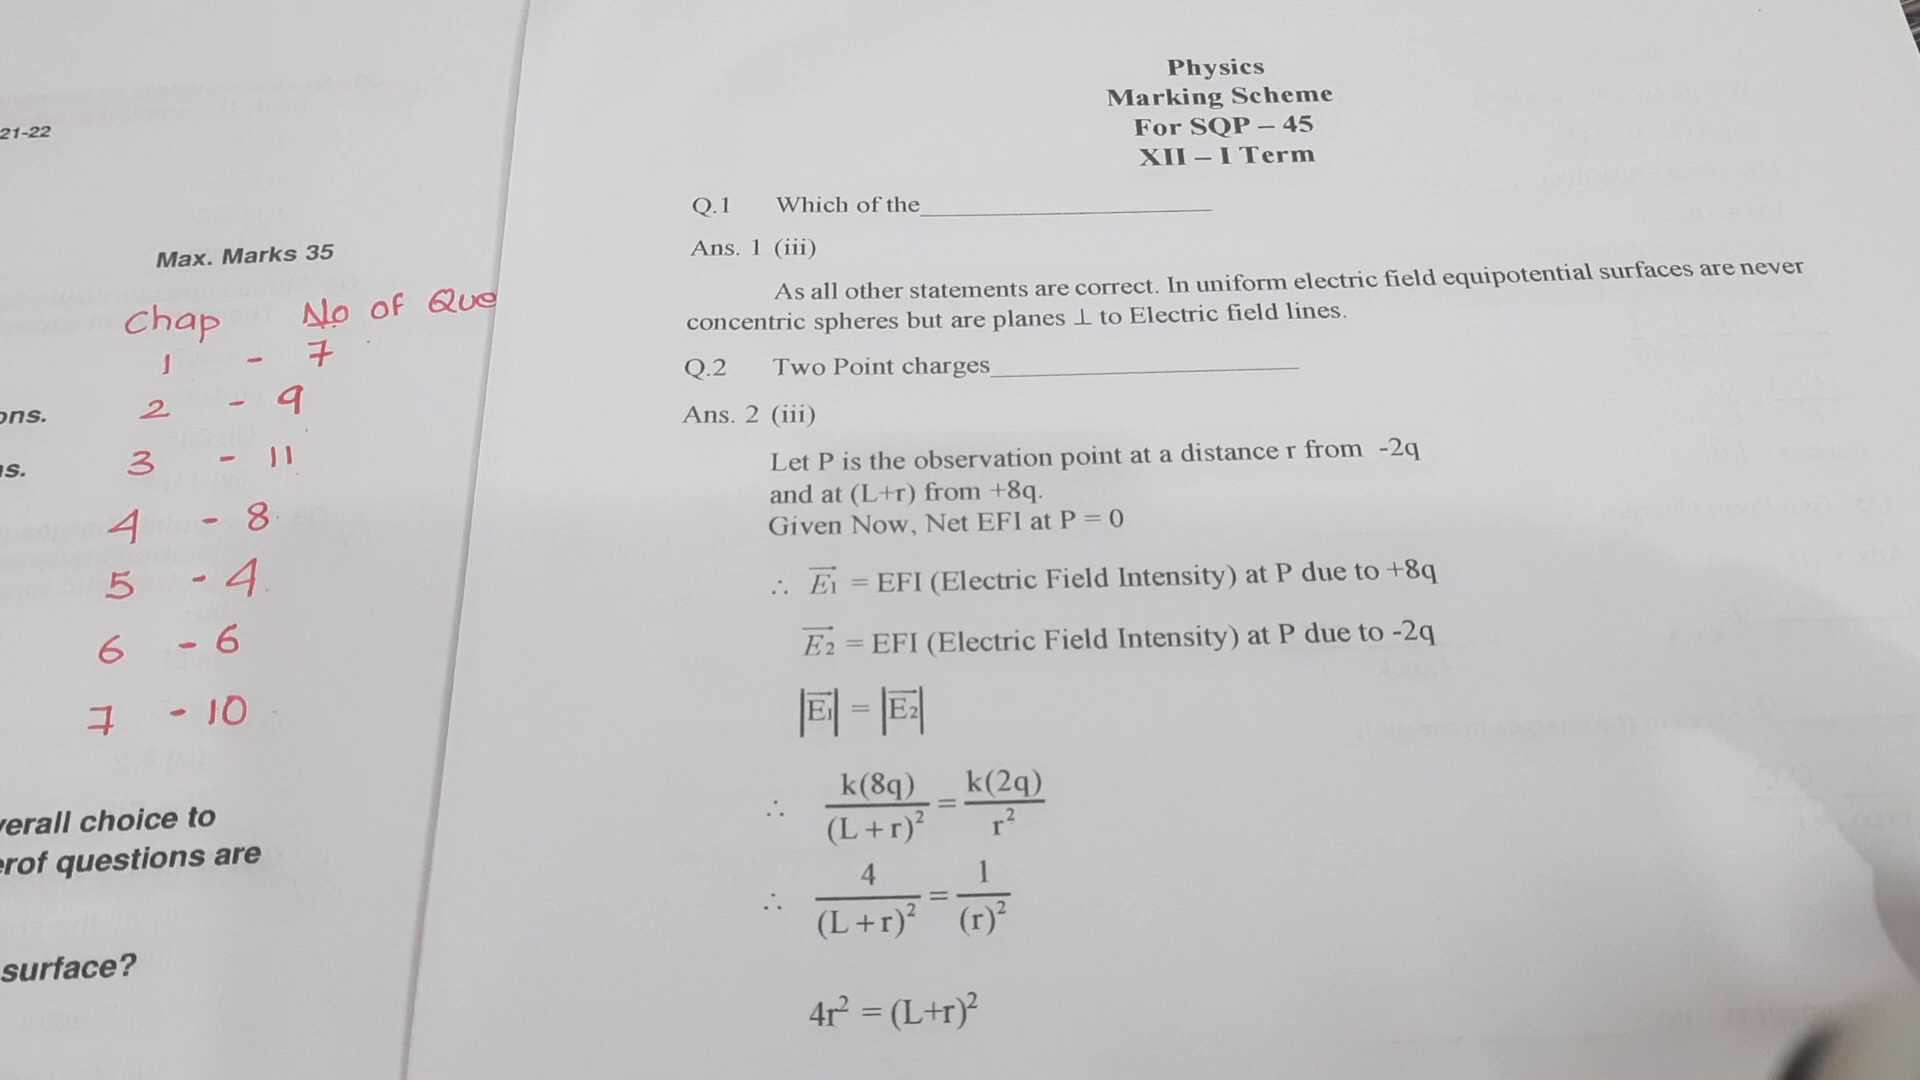 21-22
Max. Marks 35
Chap No of Que
1 - 7
2 - 9
ons.
3 - 11
s.
4 - 8
5 - 4
6 - 6
7 - 10
verall choice to
erof questions are
surface?
Physics
Marking Scheme
For SQP – 45
XII – I Term
Q.1 Which of the____________________
Ans. 1 (iii)
As all other statements are correct. In uniform electric field equipotential surfaces are never
concentric spheres but are planes ⊥ to Electric field lines.
Q.2 Two Point charges____________________
Ans. 2 (iii)
Let P is the observation point at a distance r from -2q
and at (L+r) from +8q.
Given Now, Net EFI at P = 0
∴ E₁⃗ = EFI (Electric Field Intensity) at P due to +8q
E₂⃗ = EFI (Electric Field Intensity) at P due to -2q
|E₁⃗| = |E₂⃗|
∴ k(8q)/(L+r)² = k(2q)/r²
∴ 4/(L+r)² = 1/(r)²
4r² = (L+r)²